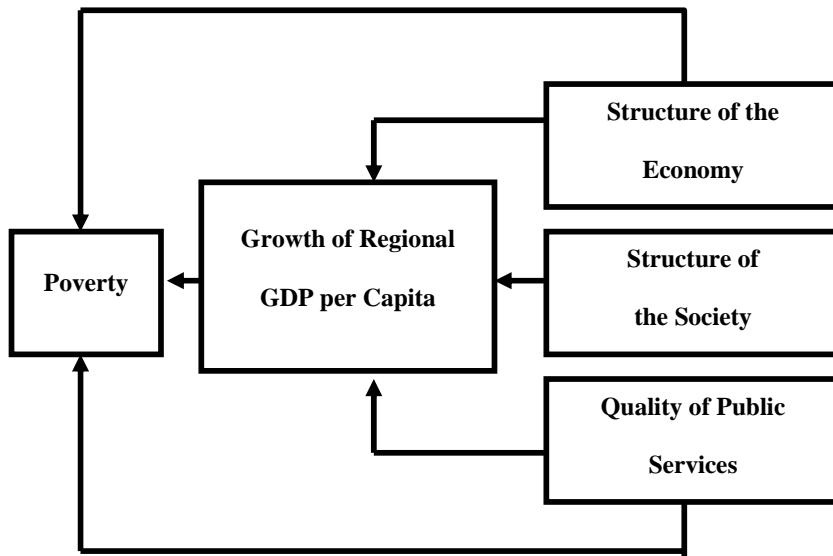 Structure of the
Economy
Growth of Regional
GDP per Capita
Poverty
Structure of
the Society
Quality of Public
Services